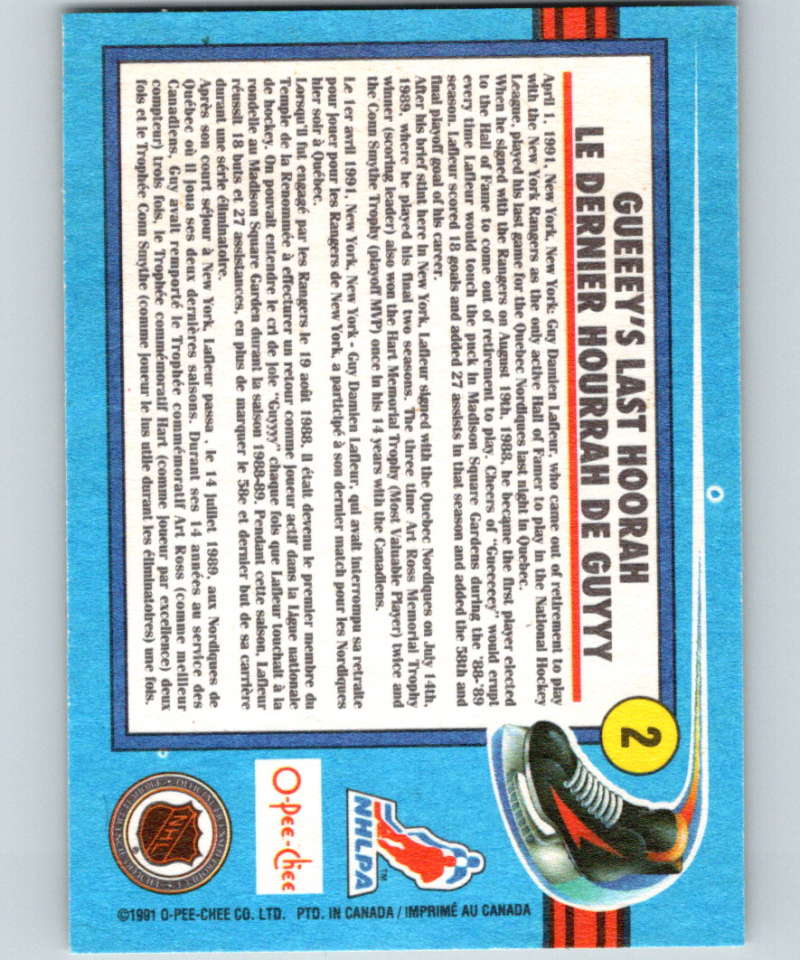 GUEEEY'S LAST HOORAH
LE DERNIER HOURRAH DE GUYYY
2
April 1, 1991, New York, New York: Guy Damien Lafleur, who came out of retirement to play
with the New York Rangers as the only active Hall of Famer to play in the National Hockey
League, played his last game for the Quebec Nordiques last night in Quebec.
When he signed with the Rangers on August 19th, 1988, he became the first player elected
to the Hall of Fame to come out of retirement to play. Cheers of "Gueeeey" would erupt
every time Lafleur would touch the puck in Madison Square Gardens during the '88-'89
season. Lafleur scored 18 goals and added 27 assists in that season and added the 58th and
final playoff goal of his career.
After his brief stint here in New York, Lafleur signed with the Quebec Nordiques on July 14th,
1989, where he played his final two seasons. The three time Art Ross Memorial Trophy
winner (scoring leader) also won the Hart Memorial Trophy (Most Valuable Player) twice and
the Conn Smythe Trophy (playoff MVP) once in his 14 years with the Canadiens.
Le 1er avril 1991, New York, New York - Guy Damien Lafleur, qui avait interrompu sa retraite
pour jouer pour les Rangers de New York, a participé à son dernier match pour les Nordiques
hier soir à Québec.
Lorsqu'il fut engagé par les Rangers le 19 août 1988, il était devenu le premier membre du
Temple de la Renommée à effecturer un retour comme joueur actif dans la Ligue nationale
de hockey. On pouvait entendre le cri de joie "Guyyyy" chaque fois que Lafleur touchait à la
rondelle au Madison Square Garden durant la saison 1988-89. Pendant cette saison, Lafleur
réussit 18 buts et 27 assistances, en plus de marquer le 58e et dernier but de sa carrière
durant une série éliminatoire.
Après son court séjour à New York, Lafleur passa , le 14 juillet 1989, aux Nordiques de
Québec où il joua ses deux dernières saisons. Durant ses 14 années au service des
Canadiens, Guy avait remporté le Trophée commémoratif Art Ross (comme meilleur
compteur) trois fois, le Trophée commémoratif Hart (comme joueur par excellence) deux
fois et le Trophée Conn Smythe (comme joueur le lus utile durant les éliminatoires) une fois.
NHLPA
TM
O-Pee-Chee
NHL
©1991 O-PEE-CHEE CO. LTD. PTD. IN CANADA / IMPRIMÉ AU CANADA